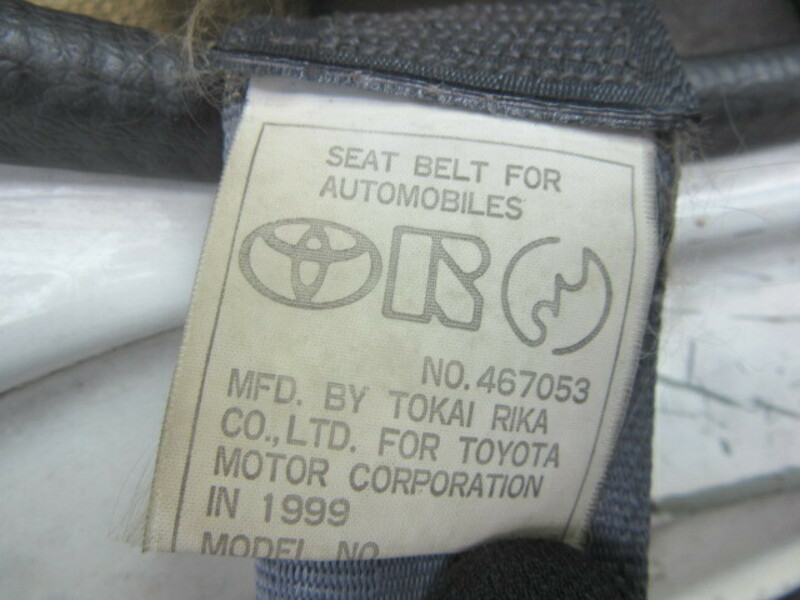 SEAT BELT FOR
AUTOMOBILES
NO.467053
MFD. BY TOKAI RIKA
CO.,LTD. FOR TOYOTA
MOTOR CORPORATION
IN 1999
MODEL NO